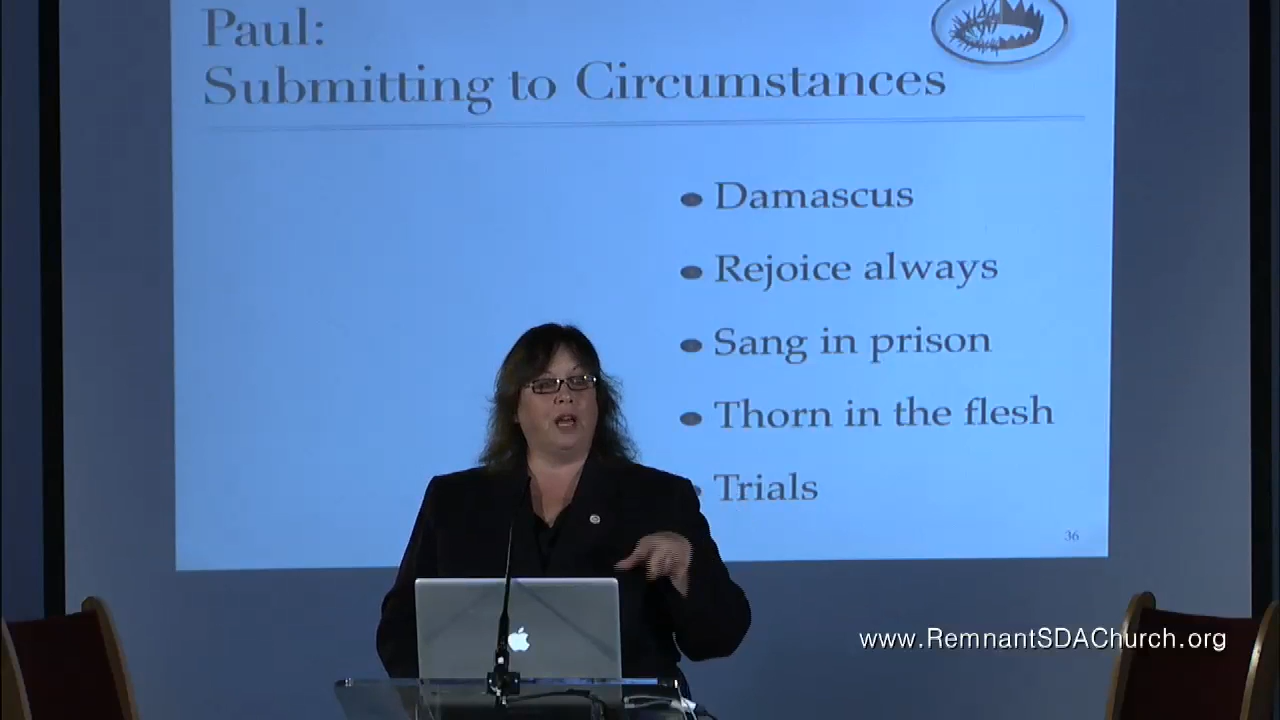 Paul:
Submitting to Circumstances
• Damascus
• Rejoice always
• Sang in prison
• Thorn in the flesh
• Trials
36
www.RemnantSDAChurch.org